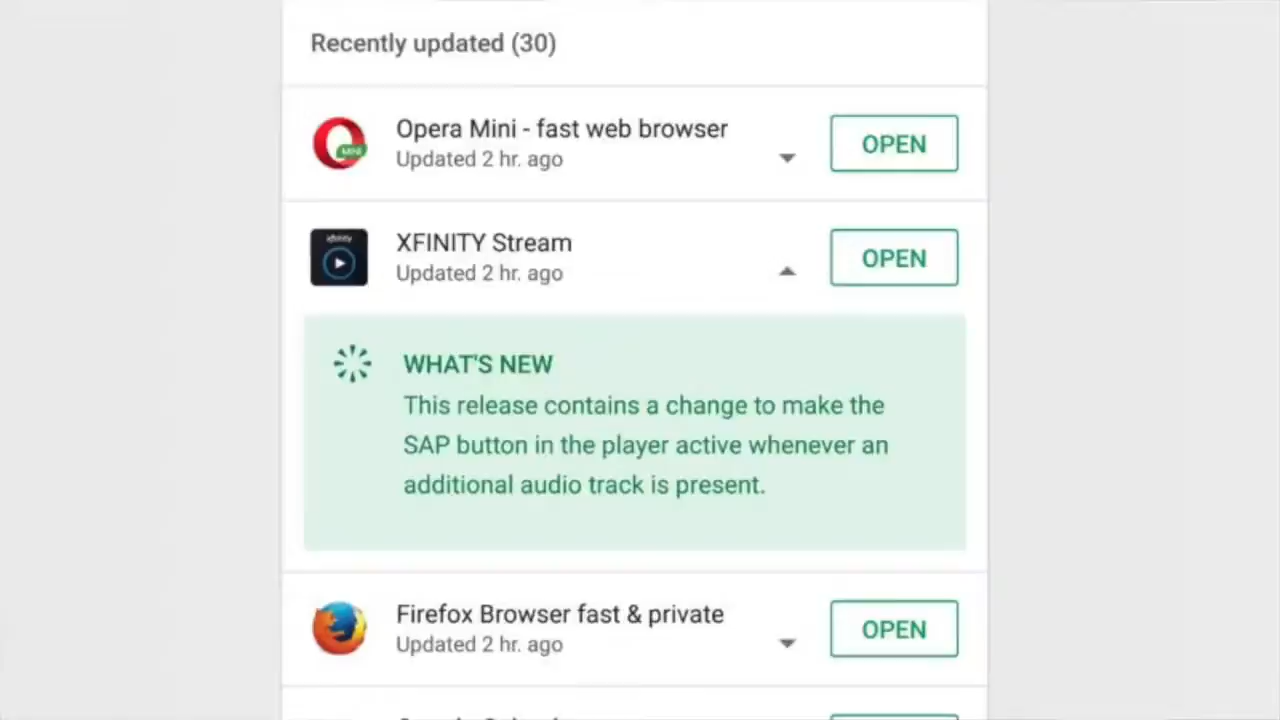 Recently updated (30)
Opera Mini - fast web browser
Updated 2 hr. ago
OPEN
MINI
XFINITY Stream
Updated 2 hr. ago
OPEN
xfinity
WHAT'S NEW
This release contains a change to make the
SAP button in the player active whenever an
additional audio track is present.
Firefox Browser fast & private
Updated 2 hr. ago
OPEN